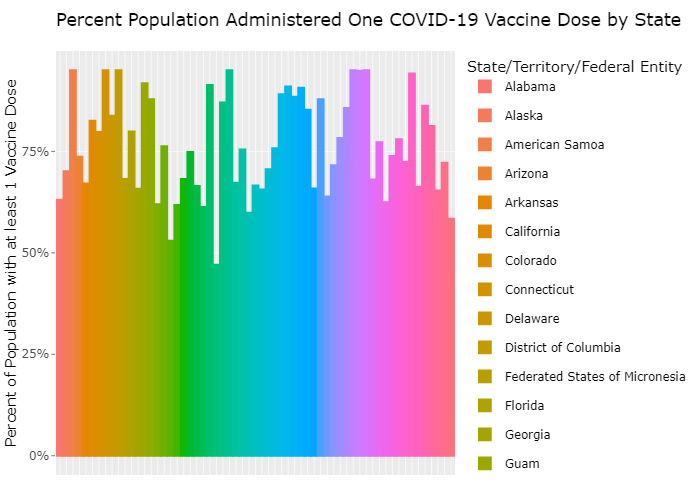 Percent Population Administered One COVID-19 Vaccine Dose by State
Percent of Population with at least 1 Vaccine Dose
75%
50%
25%
0%
State/Territory/Federal Entity
Alabama
Alaska
American Samoa
Arizona
Arkansas
California
Colorado
Connecticut
Delaware
District of Columbia
Federated States of Micronesia
Florida
Georgia
Guam